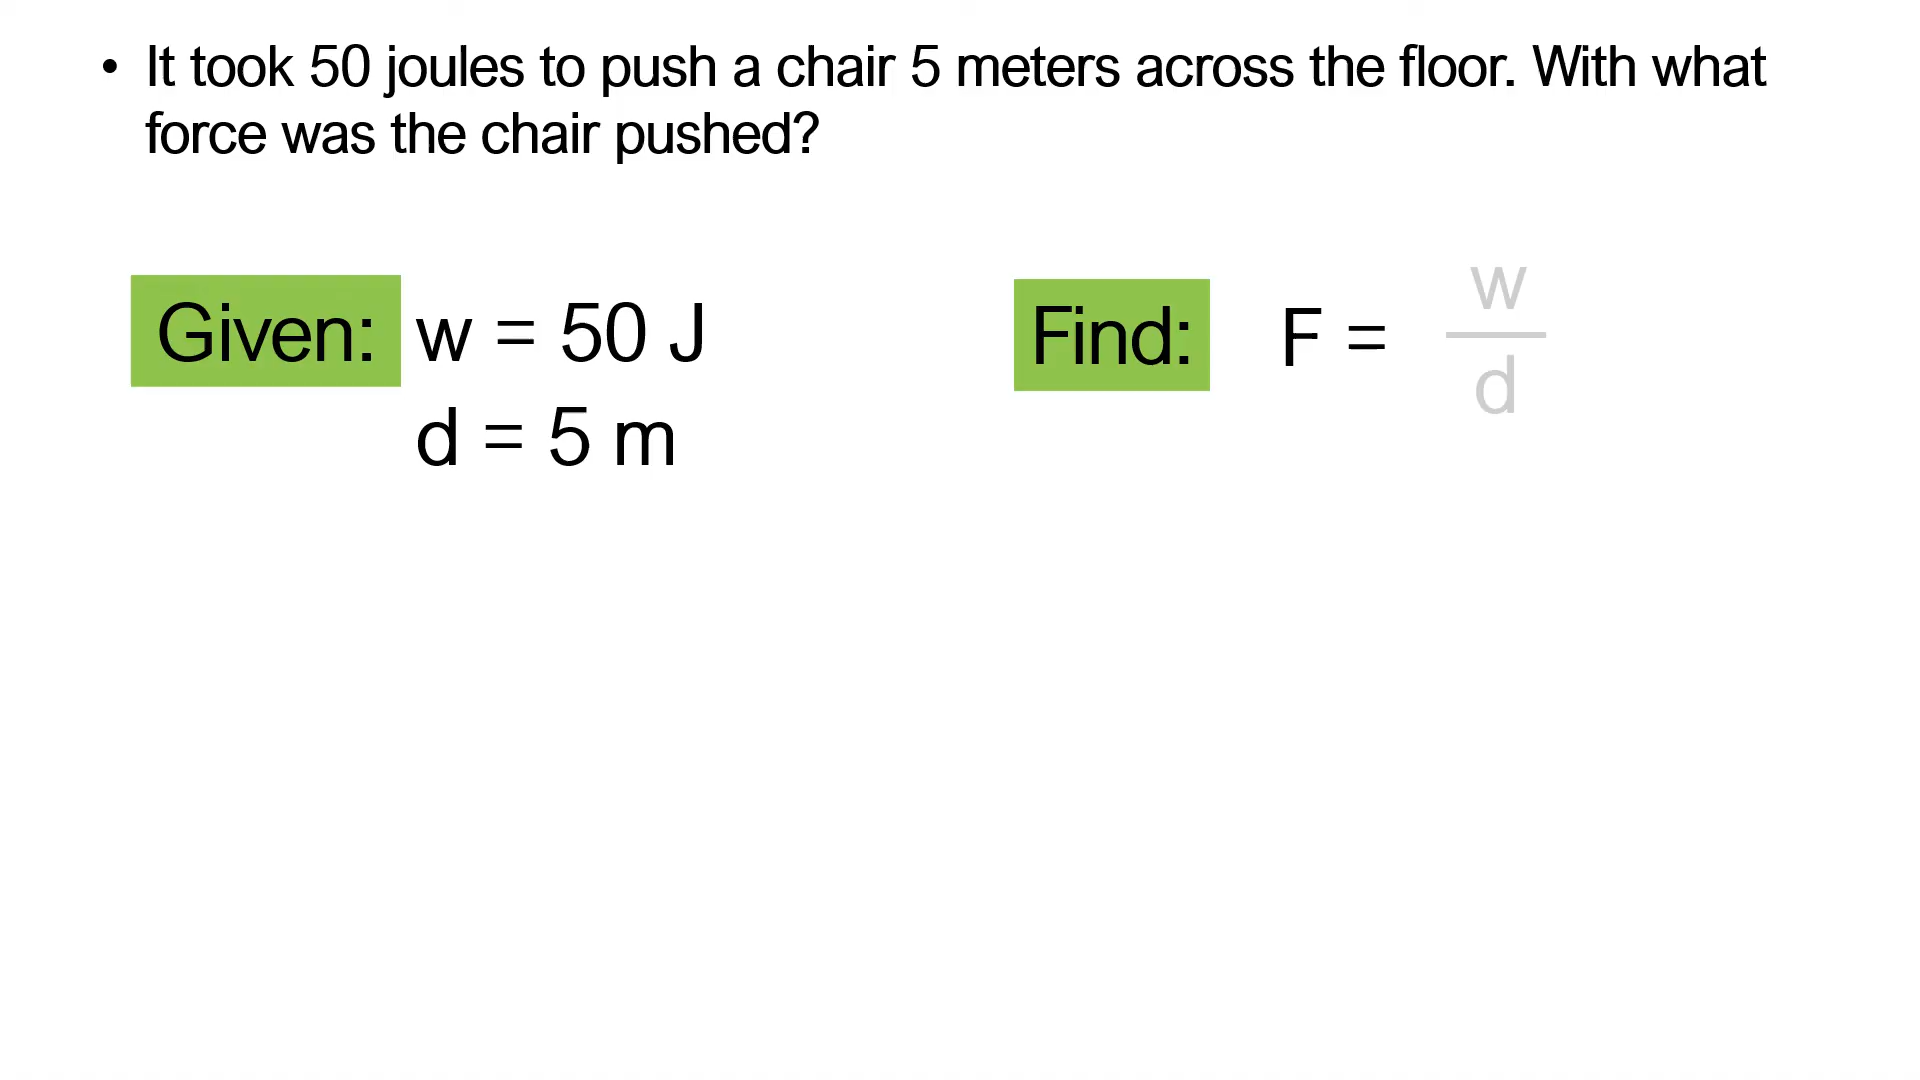 • It took 50 joules to push a chair 5 meters across the floor. With what
force was the chair pushed?
Given: w = 50 J
d = 5 m
Find: F =
w
d